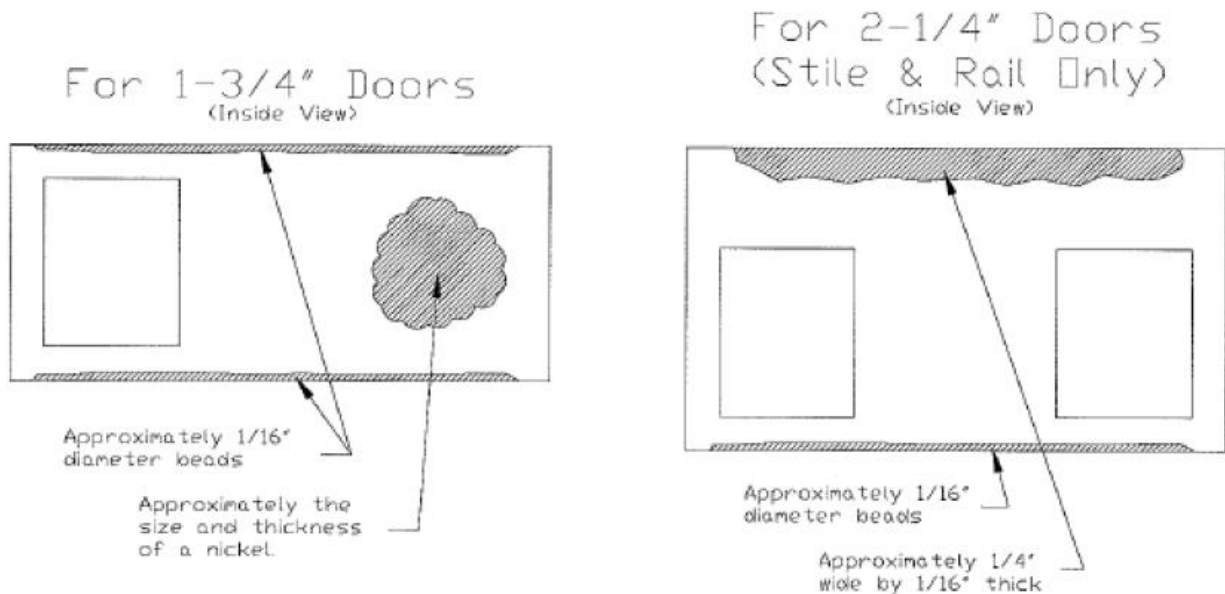 For 1-3/4" Doors
(Inside View)
Approximately 1/16"
diameter beads
Approximately the
size and thickness
of a nickel.
For 2-1/4" Doors
(Stile & Rail Only)
(Inside View)
Approximately 1/16"
diameter beads
Approximately 1/4"
wide by 1/16" thick